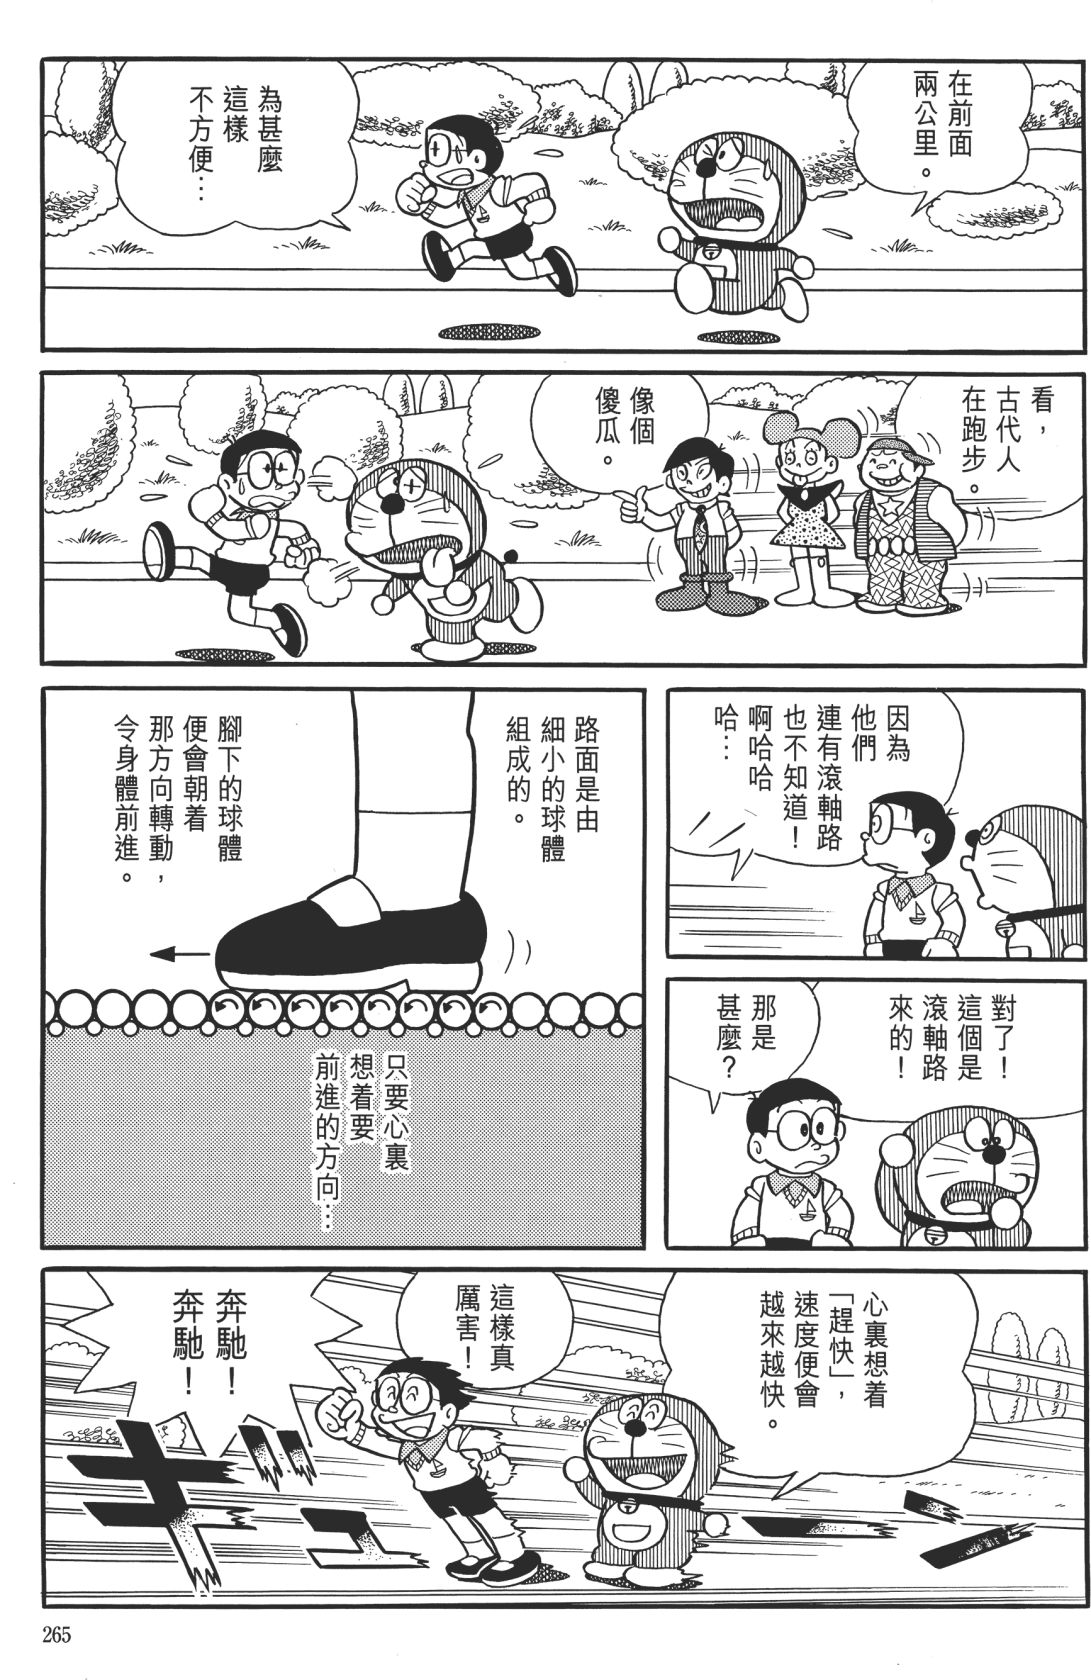 在前面
兩公里。
為甚麼
這樣
不方便…
看，
古代人
在跑步。
像個
傻瓜。
因為
他們
連有滾軸路
也不知道！
啊哈哈
哈…
對了！
這個是
滾軸路
來的！
那是
甚麼？
路面是由
細小的球體
組成的。
只要心裏
想着要
前進的方向…
腳下的球體
便會朝着
那方向轉動，
令身體前進。
心裏想着
「趕快」，
速度便會
越來越快。
這樣真
厲害！
奔馳！
奔馳！
ギューン
265